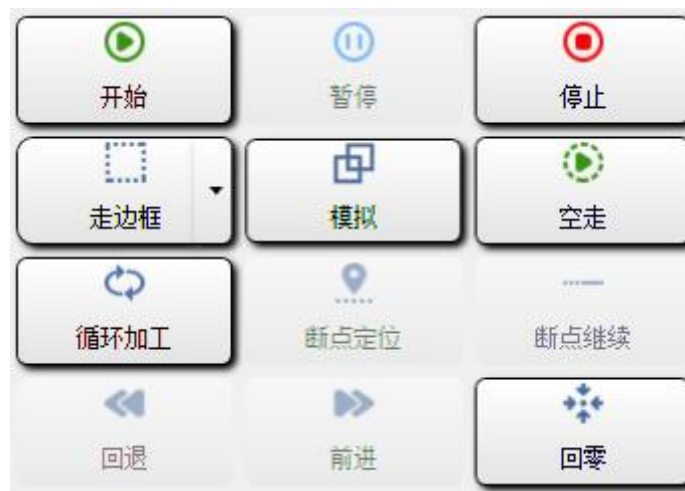 开始
暂停
停止
走边框
模拟
空走
循环加工
断点定位
断点继续
回退
前进
回零